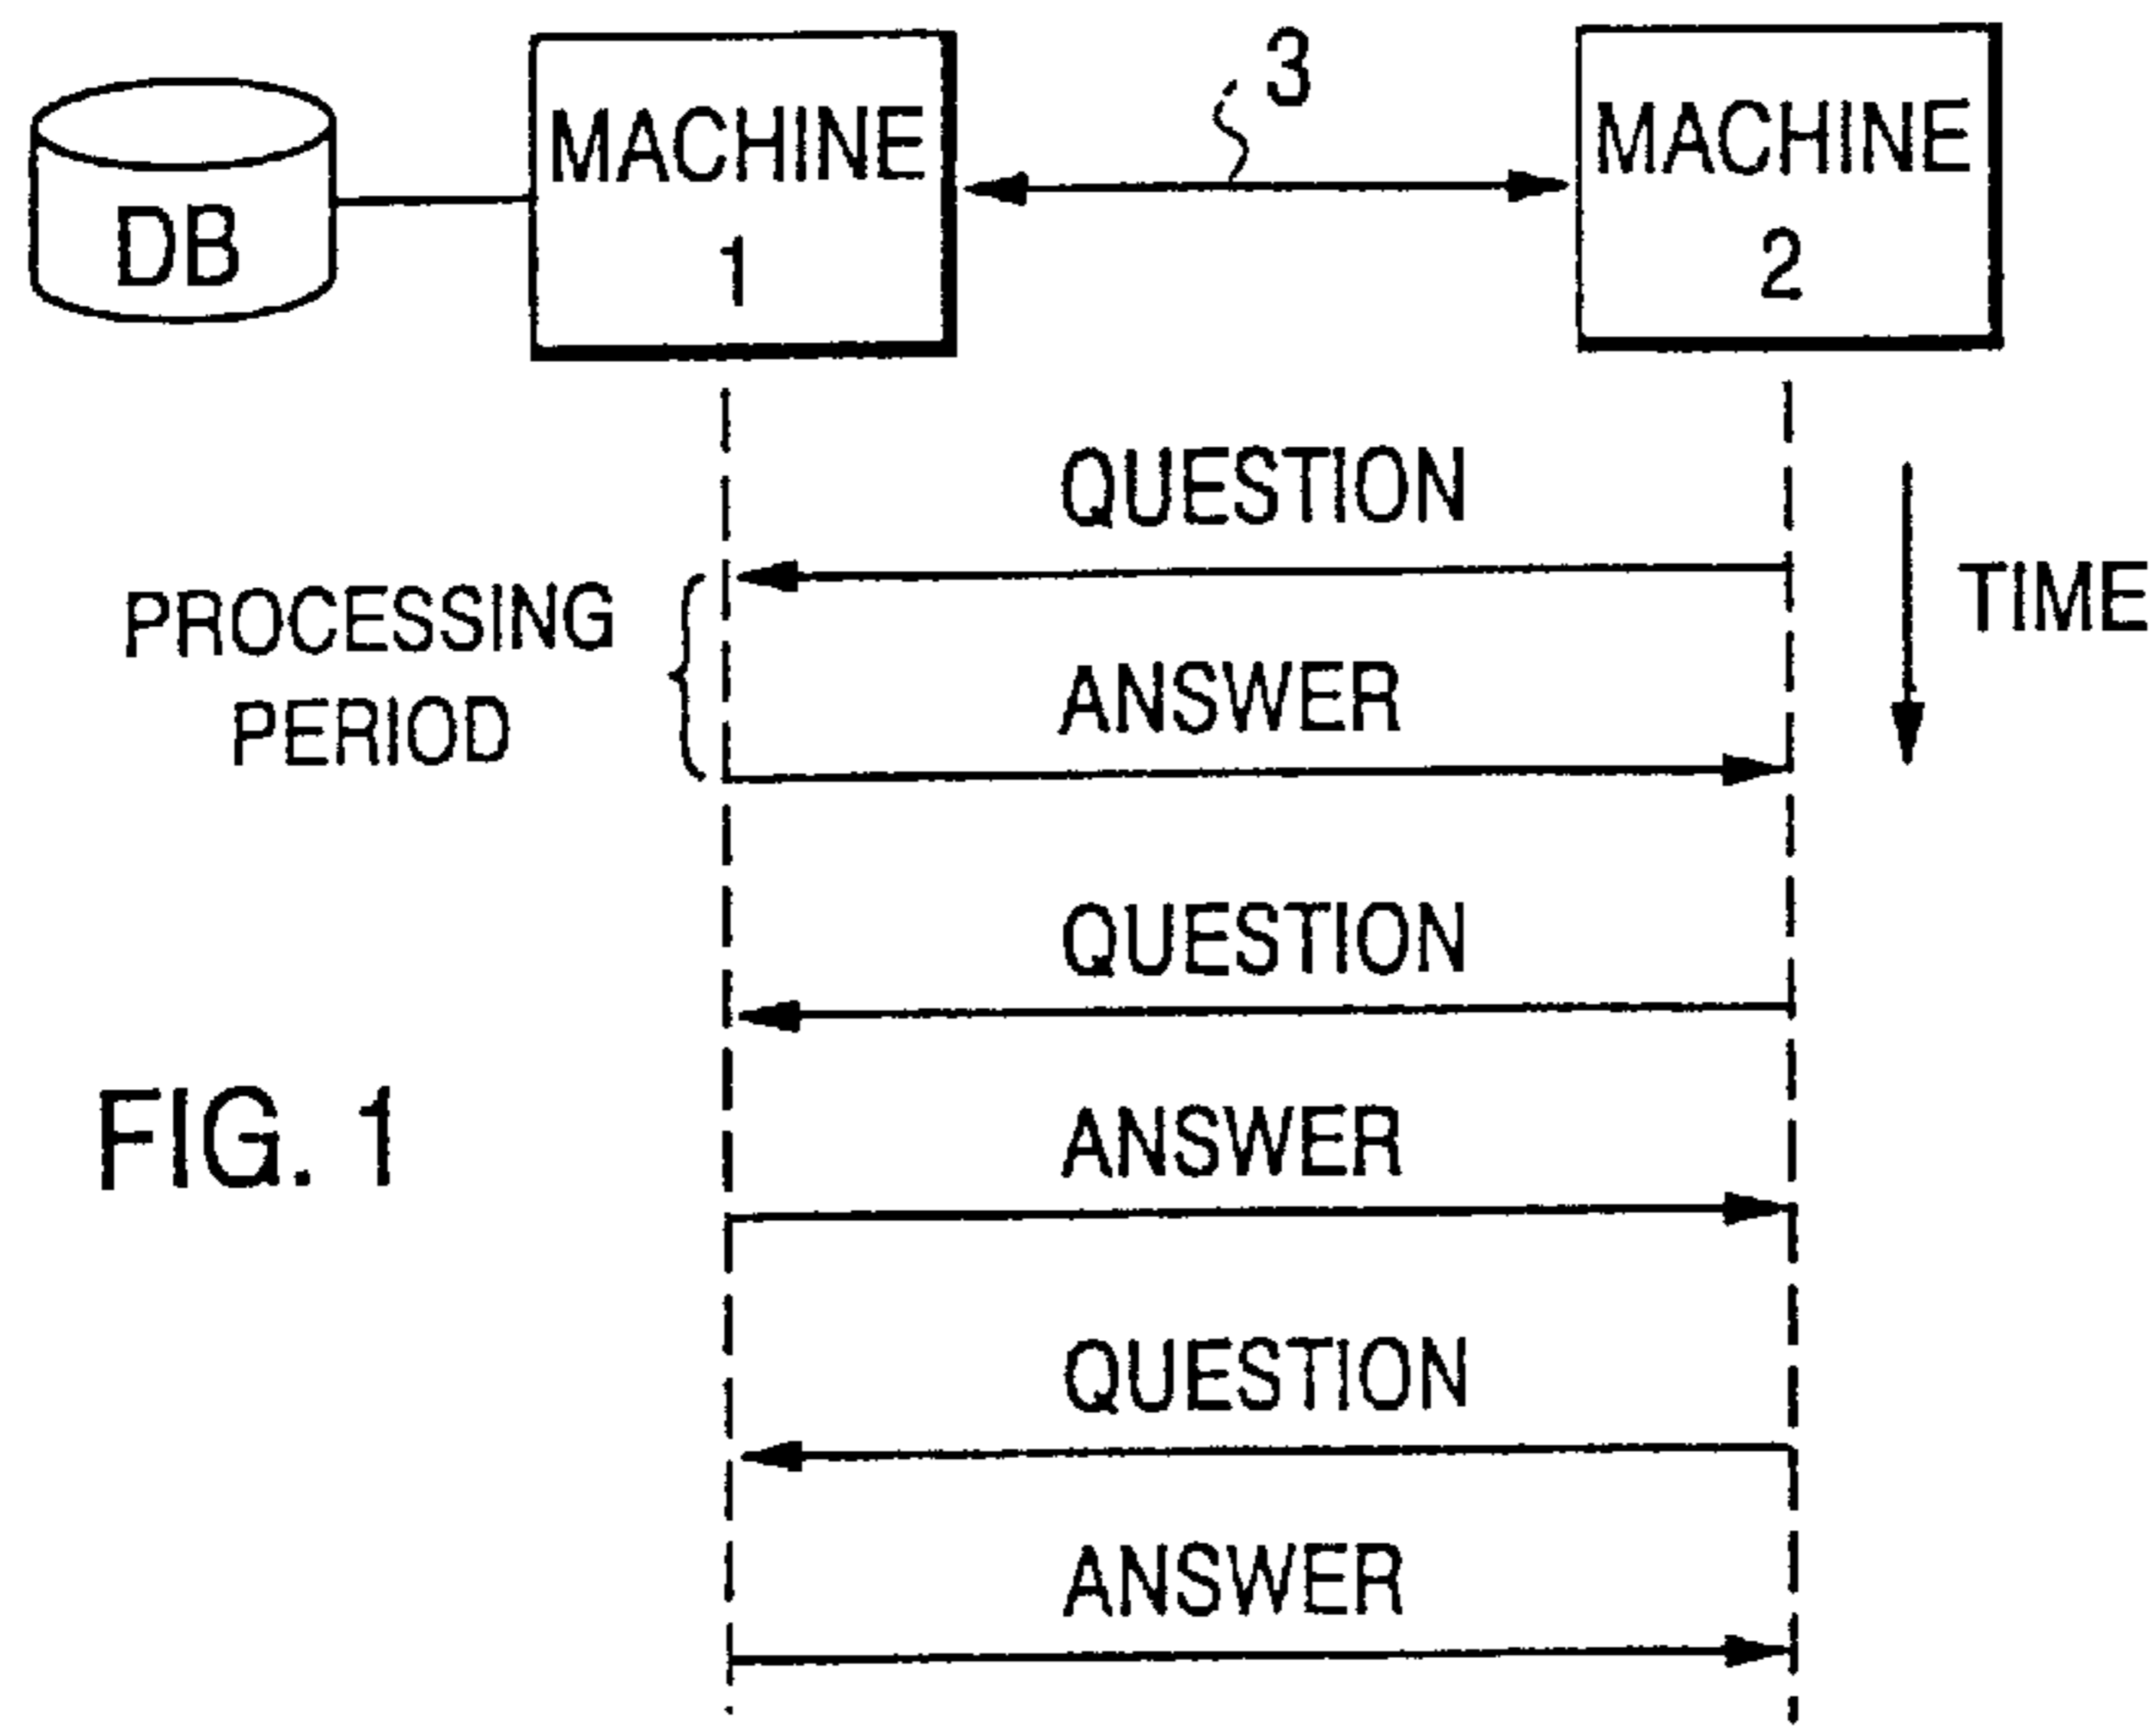 3
MACHINE
1
MACHINE
2
DB
QUESTION
PROCESSING
PERIOD
TIME
ANSWER
QUESTION
FIG. 1
ANSWER
QUESTION
ANSWER